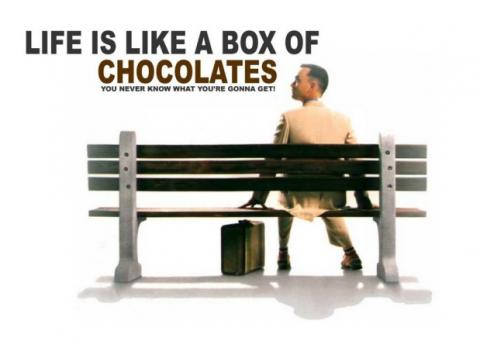 LIFE IS LIKE A BOX OF
CHOCOLATES
YOU NEVER KNOW WHAT YOU'RE GONNA GET!